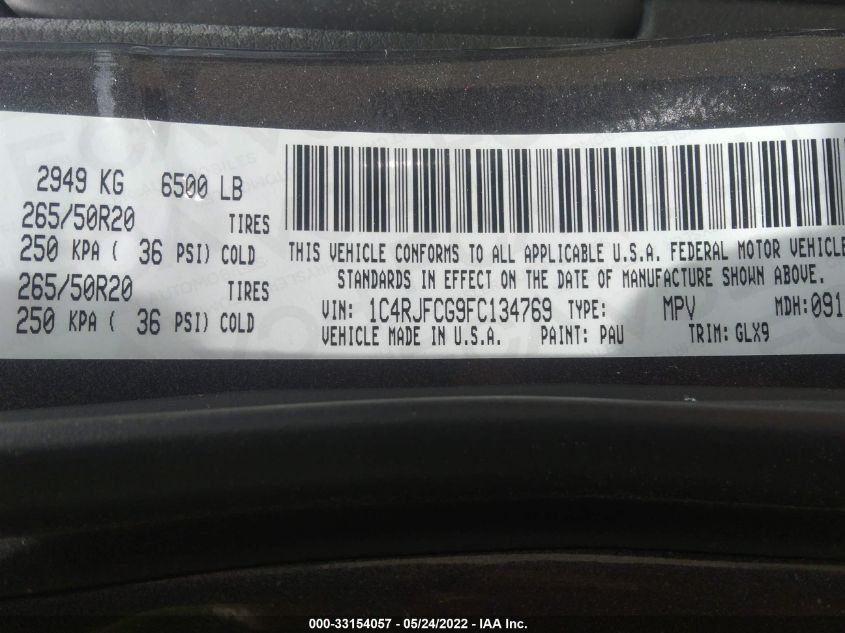 2949 KG 6500 LB
265/50R20 TIRES
250 KPA ( 36 PSI) COLD
265/50R20 TIRES
250 KPA ( 36 PSI) COLD
THIS VEHICLE CONFORMS TO ALL APPLICABLE U.S.A. FEDERAL MOTOR VEHICLE
STANDARDS IN EFFECT ON THE DATE OF MANUFACTURE SHOWN ABOVE.
VIN: 1C4RJFCG9FC134769 TYPE: MPV MDH:091
VEHICLE MADE IN U.S.A. PAINT: PAU TRIM: GLX9
000-33154057 - 05/24/2022 - IAA Inc.